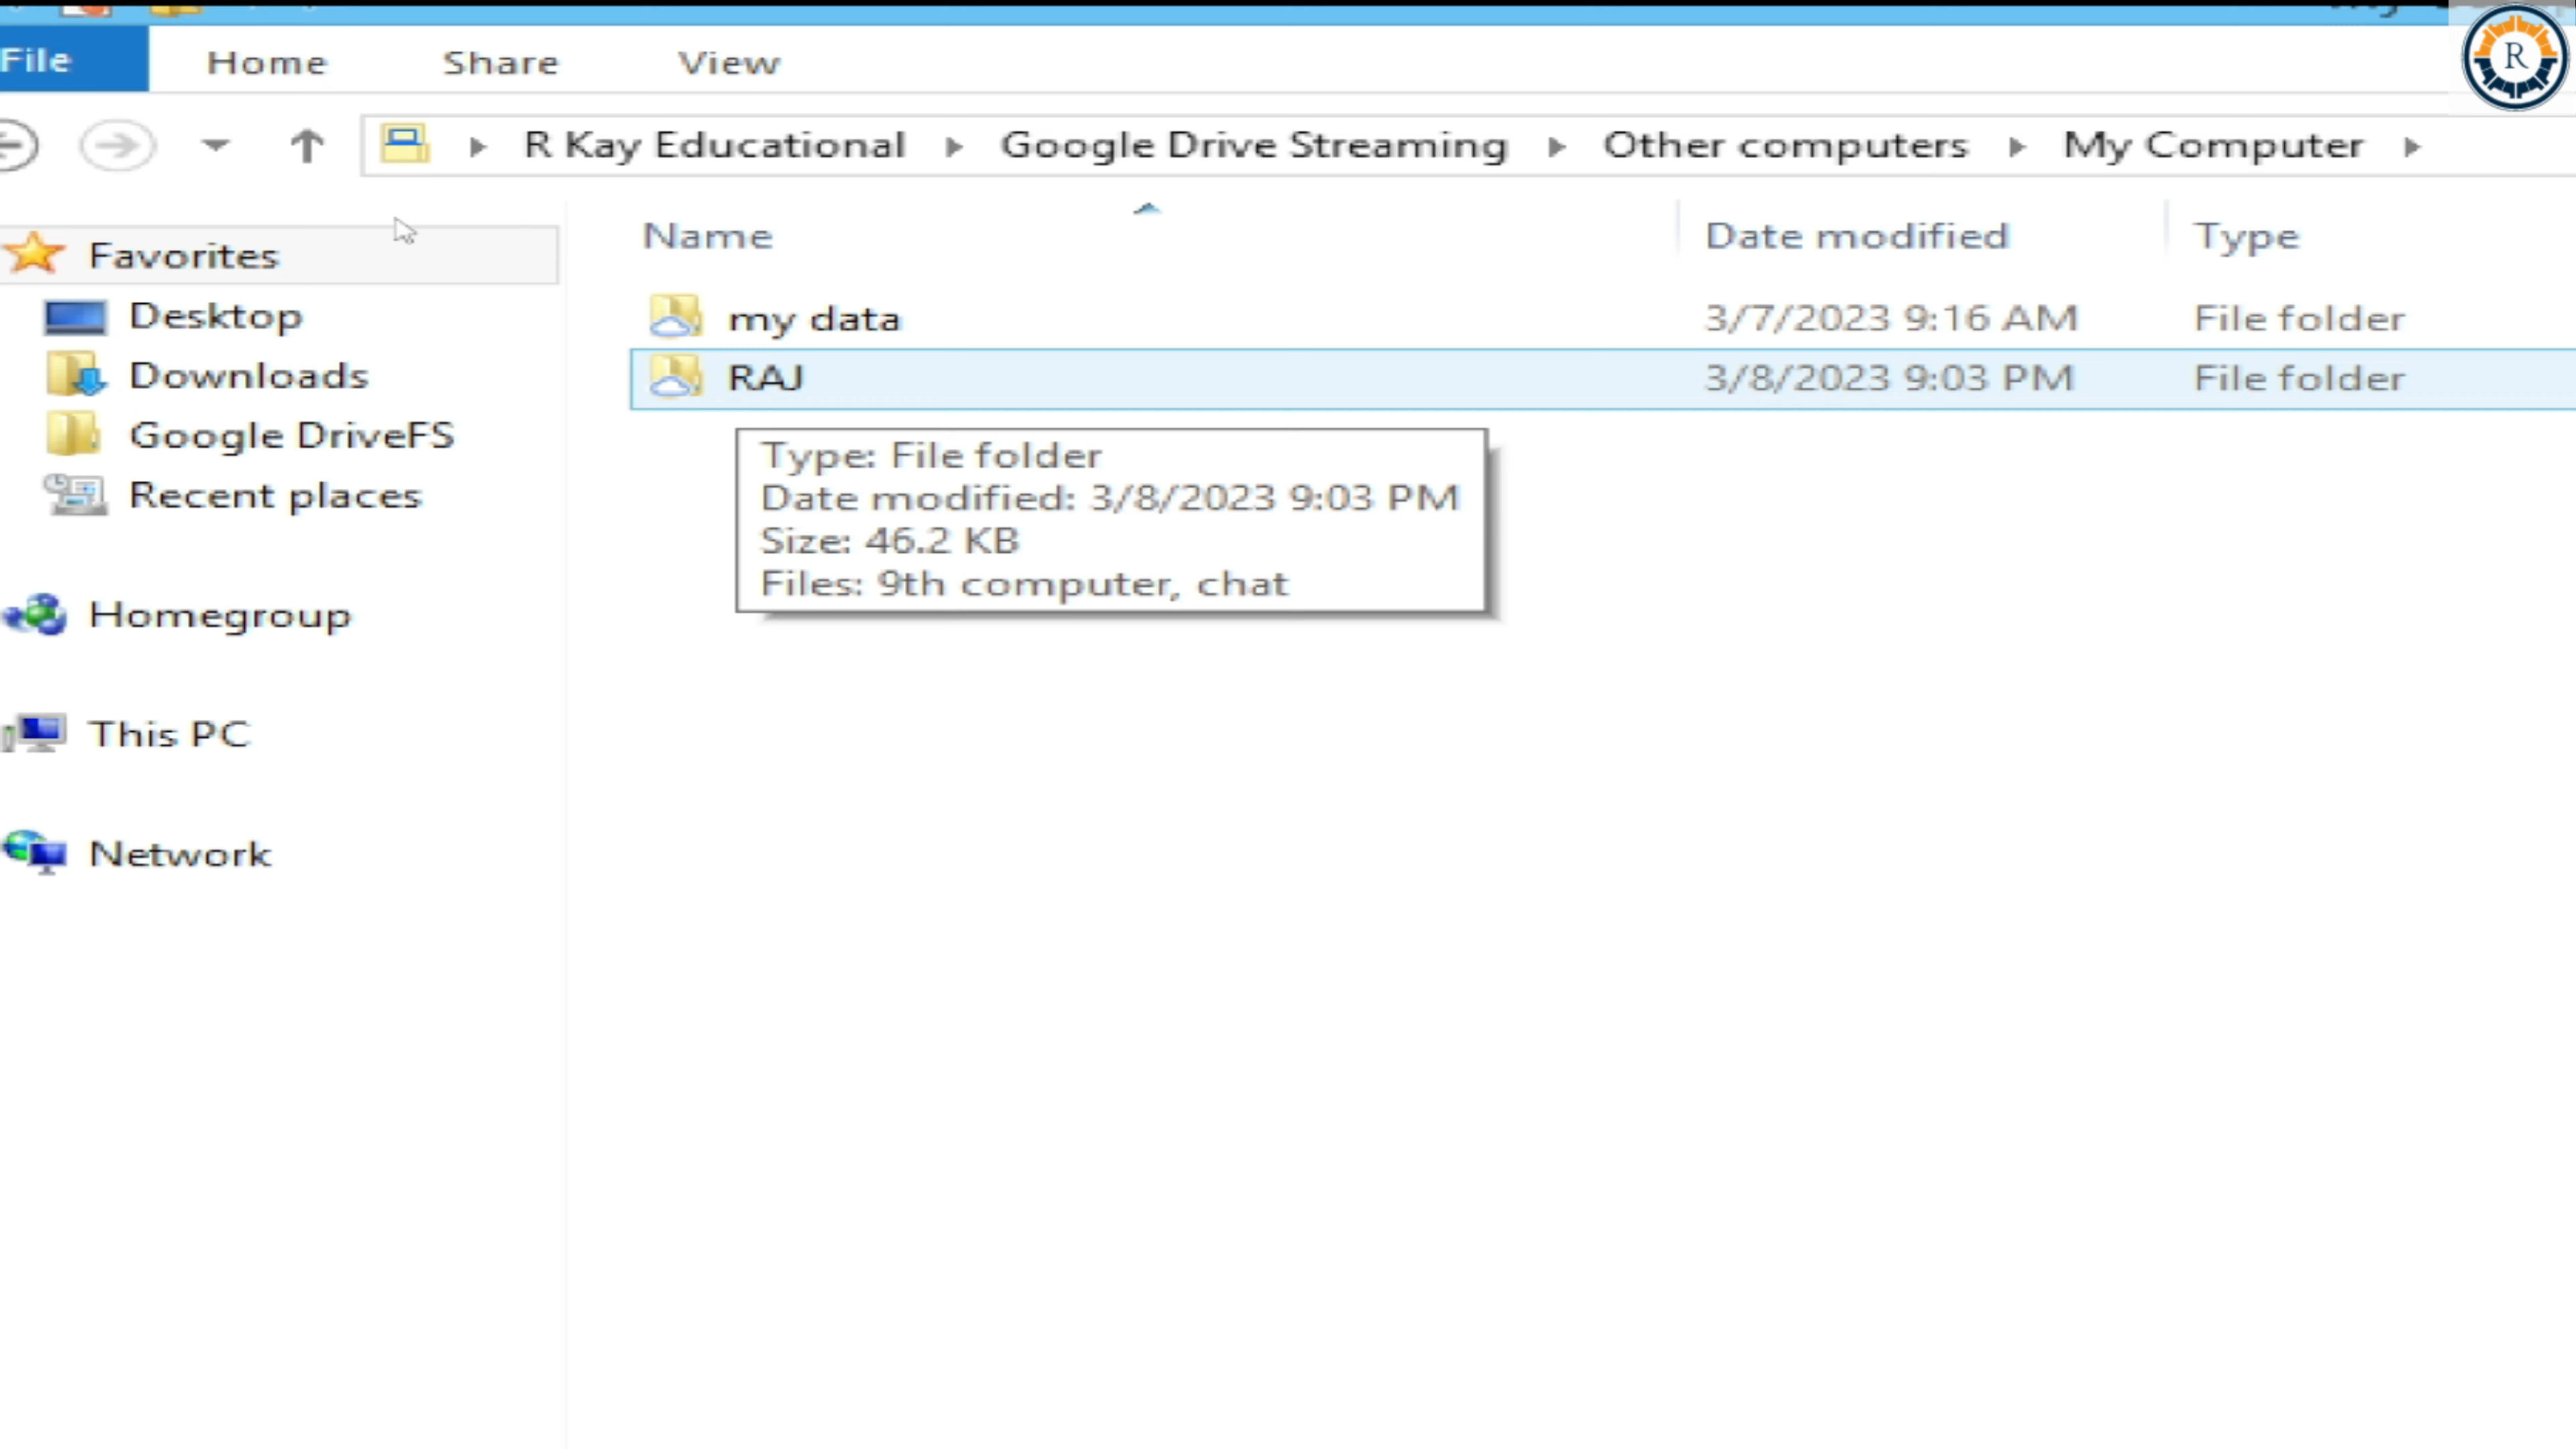 File Home Share View
R
R Kay Educational Google Drive Streaming Other computers My Computer
Name Date modified Type
Favorites
Desktop
Downloads
Google DriveFS
Recent places
Homegroup
This PC
Network
my data 3/7/2023 9:16 AM File folder
RAJ 3/8/2023 9:03 PM File folder
Type: File folder
Date modified: 3/8/2023 9:03 PM
Size: 46.2 KB
Files: 9th computer, chat